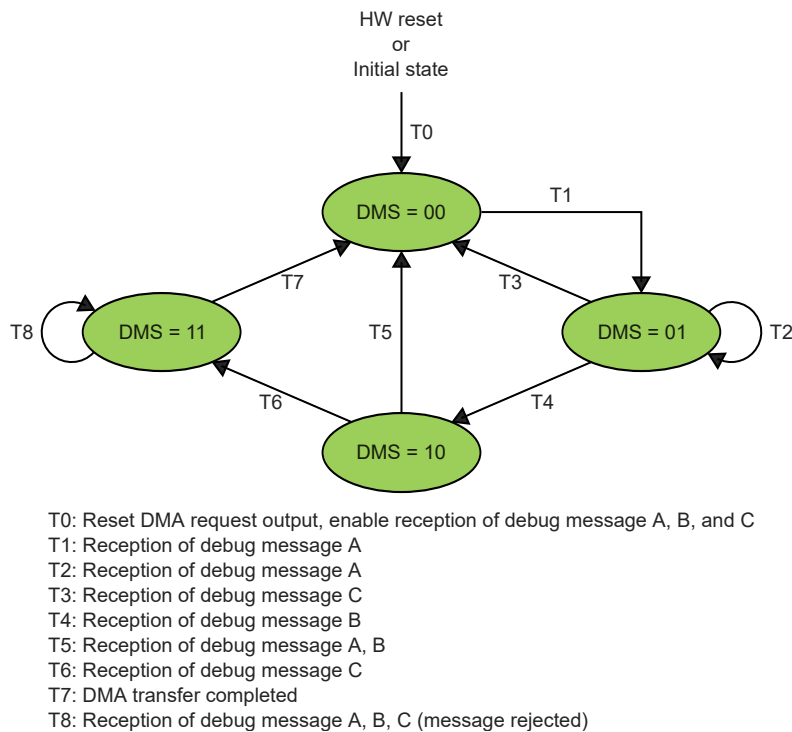 HW reset
or
Initial state
T0
DMS = 00
T1
T7
T3
T8
DMS = 11
T5
DMS = 01
T2
T6
T4
DMS = 10
T0: Reset DMA request output, enable reception of debug message A, B, and C
T1: Reception of debug message A
T2: Reception of debug message A
T3: Reception of debug message C
T4: Reception of debug message B
T5: Reception of debug message A, B
T6: Reception of debug message C
T7: DMA transfer completed
T8: Reception of debug message A, B, C (message rejected)